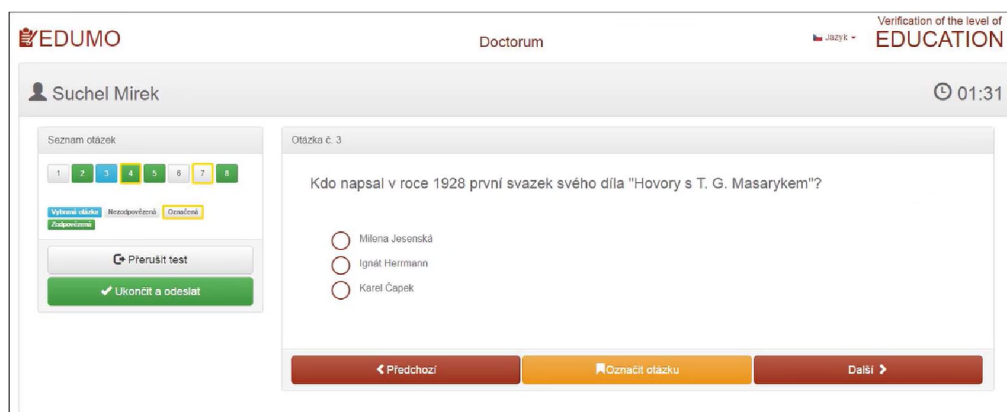 EDUMO
Doctorum
Jazyk
Verification of the level of
EDUCATION
Suchel Mirek
01:31
Seznam otázek
1 2 3 4 5 6 7 8
Vybraná otázka Nezodpovězená Označená
Zodpovězená
Přerušit test
Ukončit a odeslat
Otázka č. 3
Kdo napsal v roce 1928 první svazek svého díla "Hovory s T. G. Masarykem"?
Milena Jesenská
Ignát Herrmann
Karel Čapek
Předchozí
Označit otázku
Další